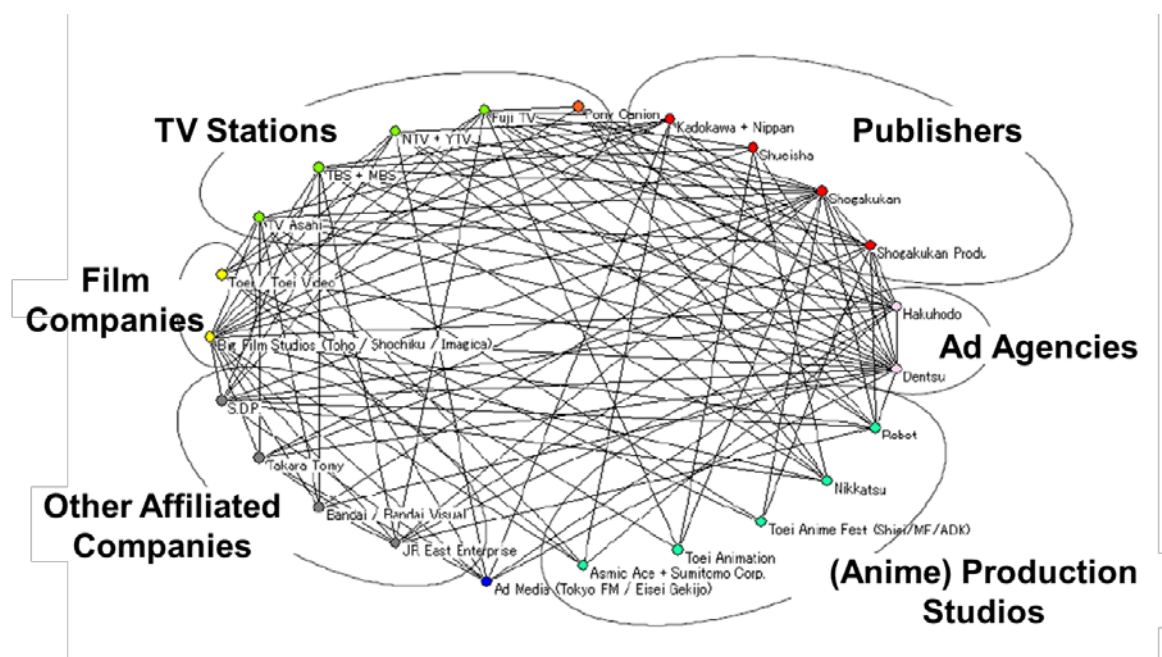 TV Stations
Publishers
Film
Companies
Ad Agencies
Other Affiliated
Companies
(Anime) Production
Studios
Fuji TV
Pony Canion
Kadokawa + Nippan
NTV + YTV
Shueisha
TBS + MBS
Shogakukan
TV Asahi
Shogakukan Produ
Toei / Toei Video
Hakuhodo
Big Film Studios (Toho / Shochiku / Imagica)
Dentsu
S.D.P.
Robot
Takara Tomy
Nikkatsu
Bandai / Bandai Visual
Toei Anime Fest (Shiei/MF/ADK)
JR East Enterprise
Toei Animation
Asmic Ace + Sumitomo Corp.
Ad Media (Tokyo FM / Eisei Gekijo)